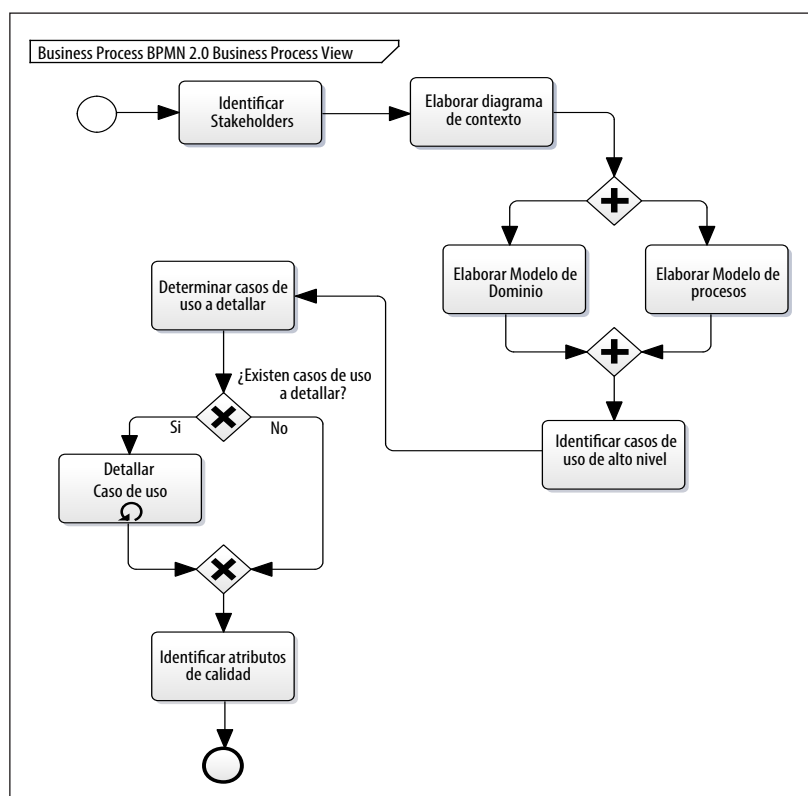 Business Process BPMN 2.0 Business Process View
Identificar
Stakeholders
Elaborar diagrama
de contexto
Elaborar Modelo de
Dominio
Elaborar Modelo de
procesos
Determinar casos de
uso a detallar
¿Existen casos de uso
a detallar?
Si
No
Identificar casos de
uso de alto nivel
Detallar
Caso de uso
Identificar atributos
de calidad